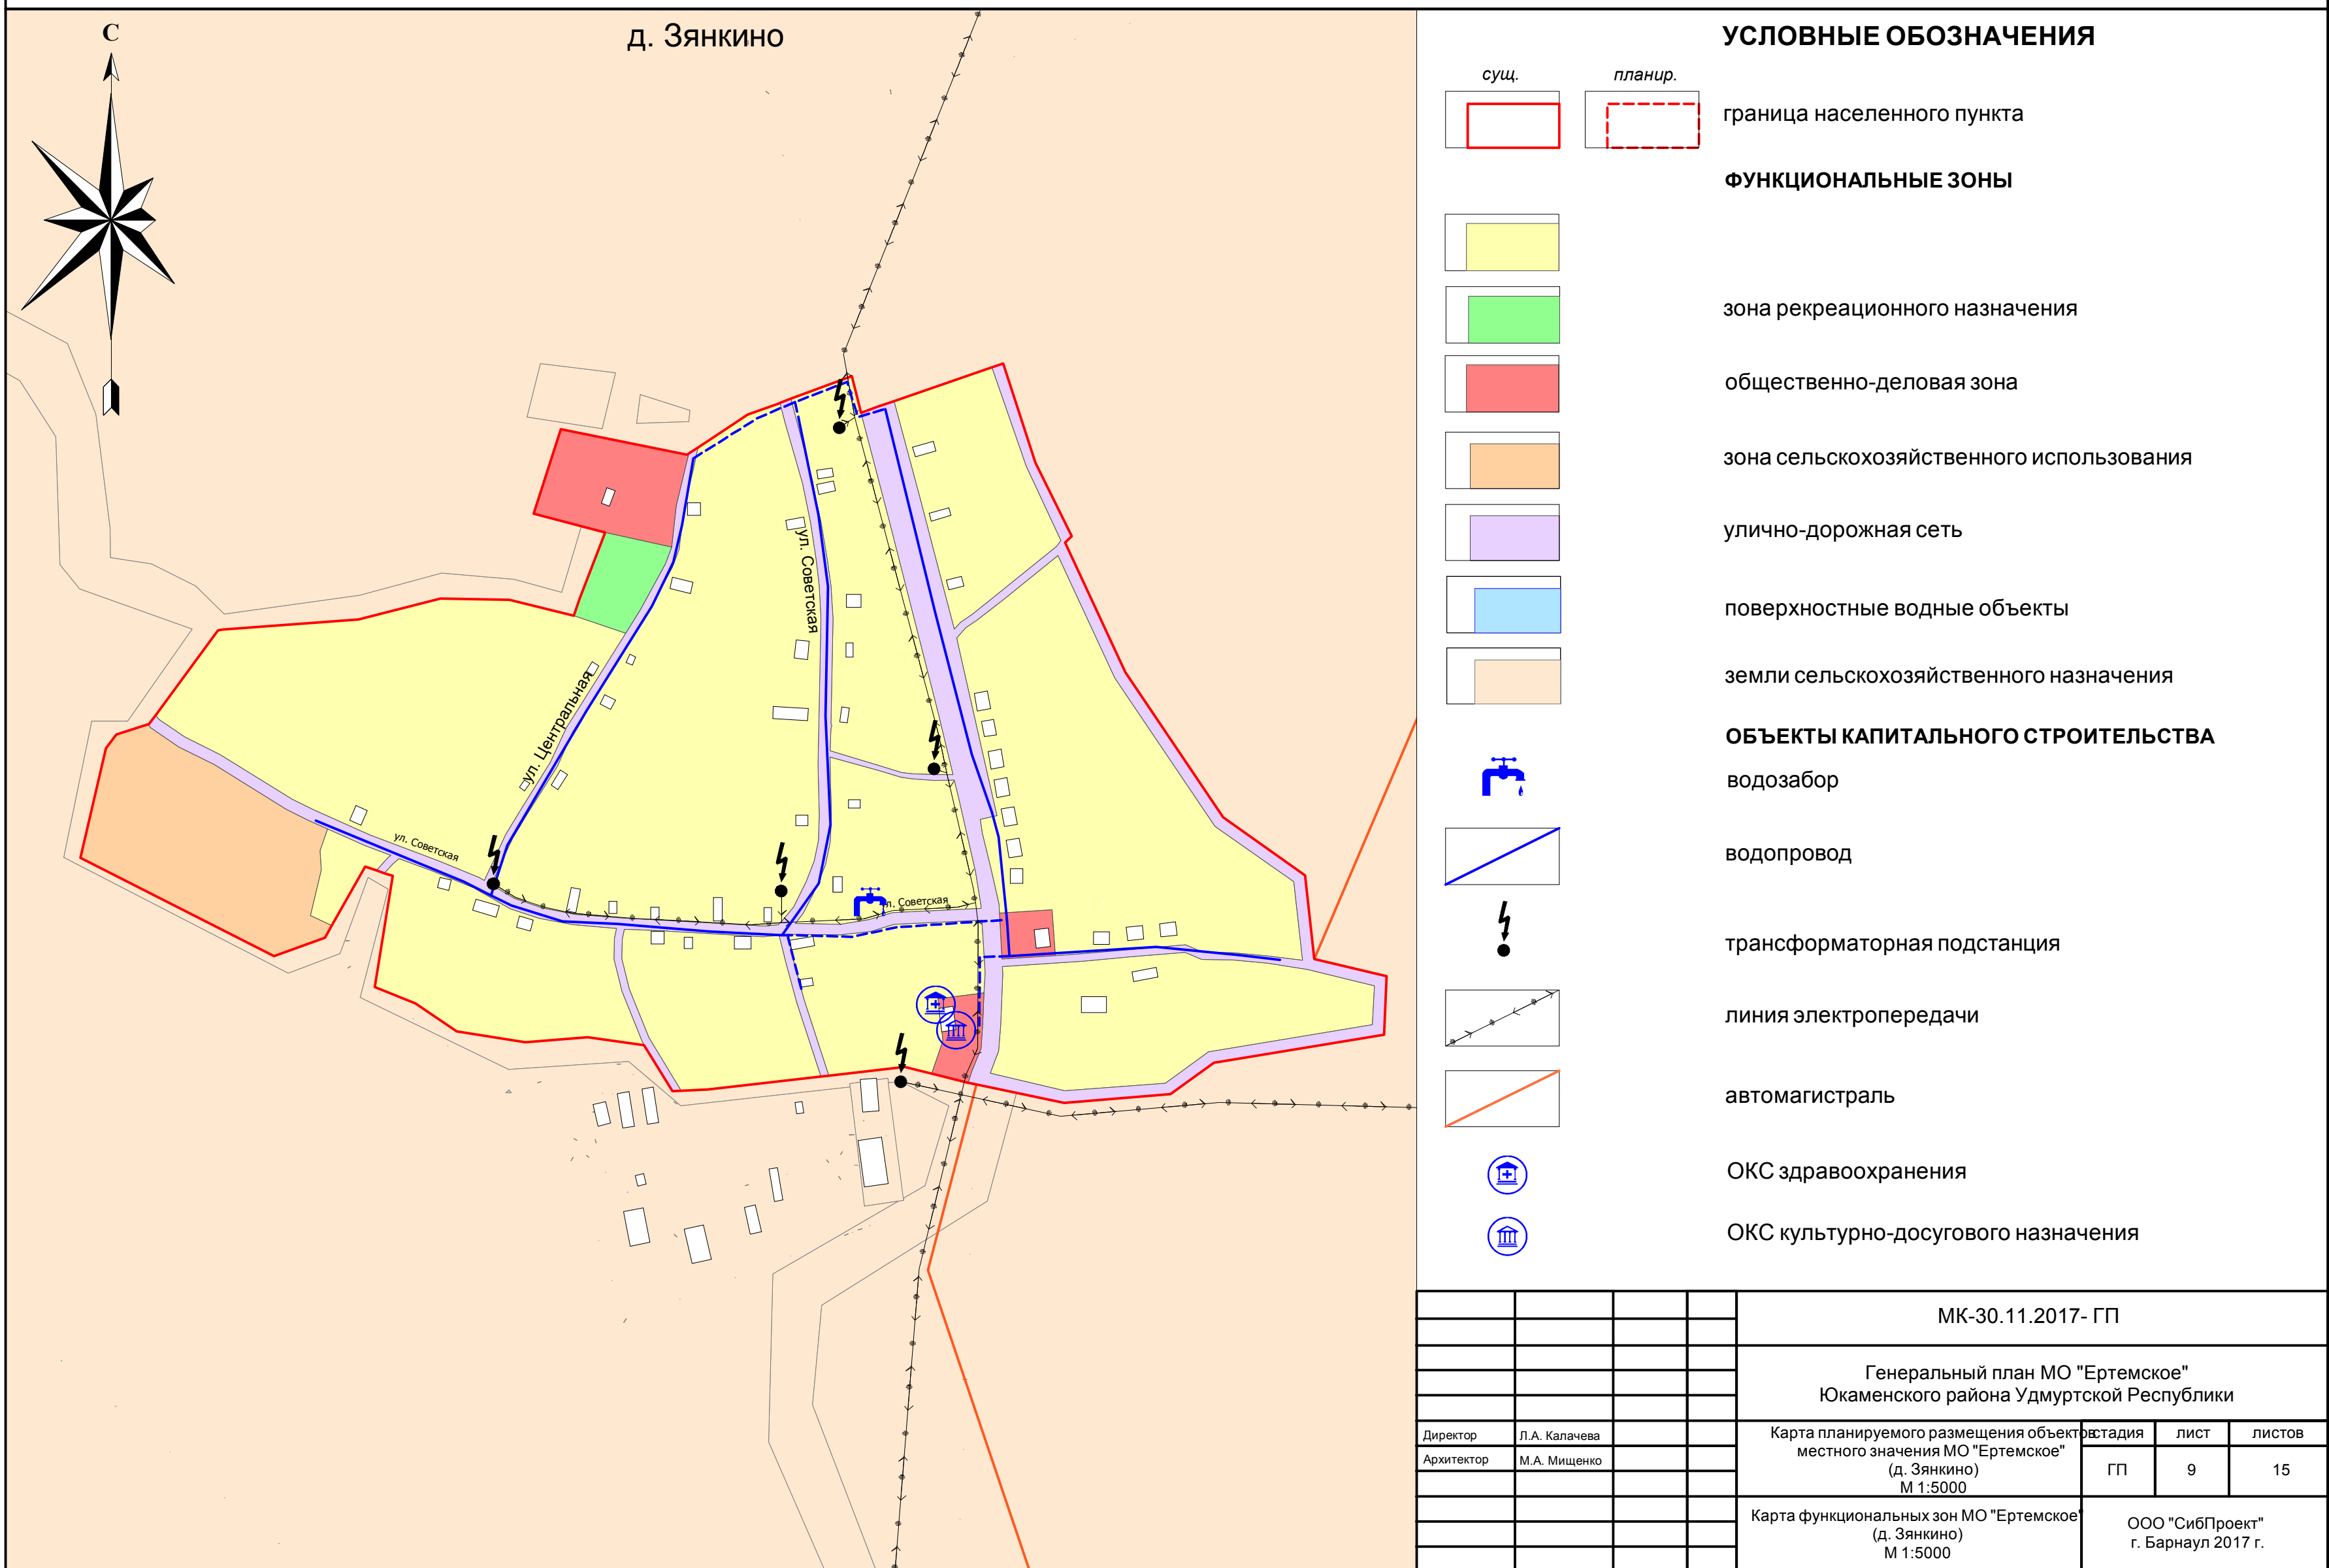 д. Зянкино
С
ул. Советская
ул. Центральная
ул. Советская
ул. Советская
УСЛОВНЫЕ ОБОЗНАЧЕНИЯ
сущ.
планир.
граница населенного пункта
ФУНКЦИОНАЛЬНЫЕ ЗОНЫ
зона рекреационного назначения
общественно-деловая зона
зона сельскохозяйственного использования
улично-дорожная сеть
поверхностные водные объекты
земли сельскохозяйственного назначения
ОБЪЕКТЫ КАПИТАЛЬНОГО СТРОИТЕЛЬСТВА
водозабор
водопровод
трансформаторная подстанция
линия электропередачи
автомагистраль
ОКС здравоохранения
ОКС культурно-досугового назначения
МК-30.11.2017- ГП
Генеральный план МО "Ертемское"
Юкаменского района Удмуртской Республики
Директор
Л.А. Калачева
Архитектор
М.А. Мищенко
Карта планируемого размещения объектов
местного значения МО "Ертемское"
(д. Зянкино)
М 1:5000
стадия
лист
листов
ГП
9
15
Карта функциональных зон МО "Ертемское"
(д. Зянкино)
М 1:5000
ООО "СибПроект"
г. Барнаул 2017 г.